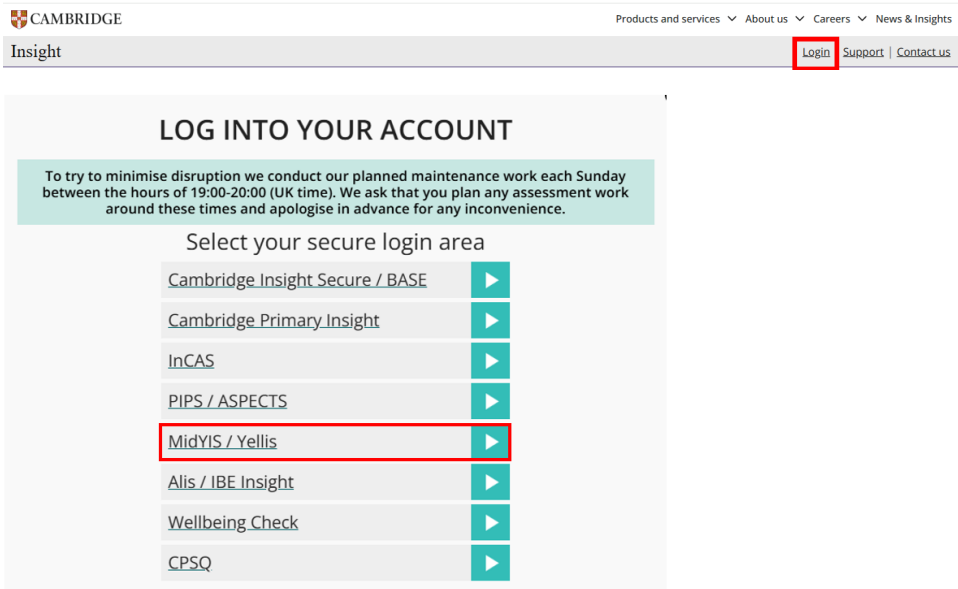 CAMBRIDGE
Products and services About us Careers News & Insights
Insight
Login Support | Contact us
LOG INTO YOUR ACCOUNT
To try to minimise disruption we conduct our planned maintenance work each Sunday
between the hours of 19:00-20:00 (UK time). We ask that you plan any assessment work
around these times and apologise in advance for any inconvenience.
Select your secure login area
Cambridge Insight Secure / BASE
Cambridge Primary Insight
InCAS
PIPS / ASPECTS
MidYIS / Yellis
Alis / IBE Insight
Wellbeing Check
CPSQ